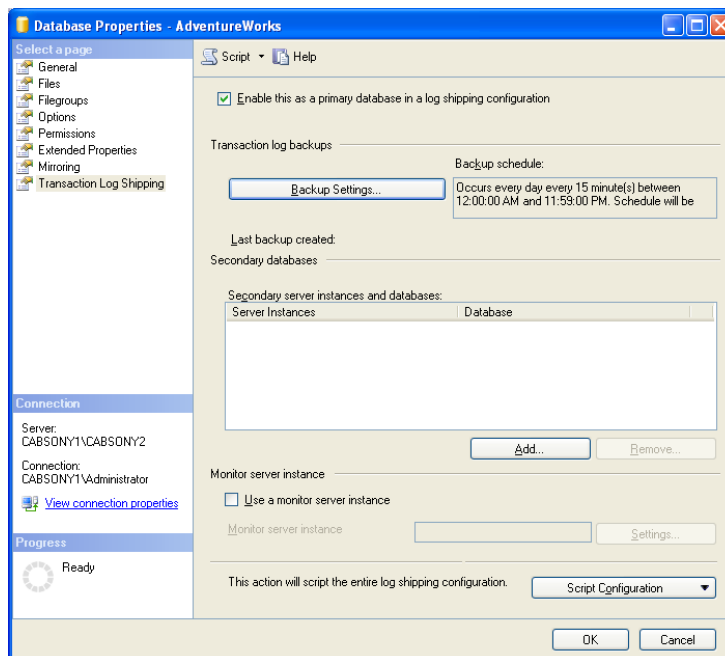 Database Properties - AdventureWorks
Select a page
General
Files
Filegroups
Options
Permissions
Extended Properties
Mirroring
Transaction Log Shipping
Connection
Server:
CABSONY1\CABSONY2
Connection:
CABSONY1\Administrator
View connection properties
Progress
Ready
Script Help
Enable this as a primary database in a log shipping configuration
Transaction log backups
Backup schedule:
Backup Settings...
Occurs every day every 15 minute(s) between
12:00:00 AM and 11:59:00 PM. Schedule will be
Last backup created:
Secondary databases
Secondary server instances and databases:
Server Instances Database
Add... Remove...
Monitor server instance
Use a monitor server instance
Monitor server instance Settings...
This action will script the entire log shipping configuration. Script Configuration
OK Cancel